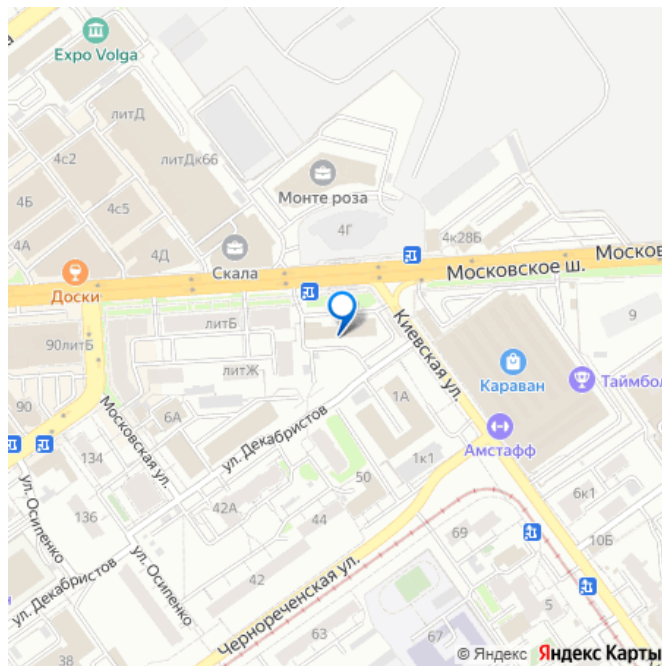 Expo Volga
литД
4с2
литДк66
Монте роза
4Б
4с5
4Г
4к28Б
4А
4Д
Скала
Московское ш.
Доски
литБ
90литБ
Киевская ул.
9
литЖ
Караван
Таймбол
90
6А
Московская ул.
1А
Амстафф
134
ул. Декабристов
1к1
ул. Осипенко
50
136
42А
44
6к1
69
10Б
ул. Осипенко
42
ул. Декабристов
Чернореченская ул.
5
63
67
38
© Яндекс Яндекс Карты